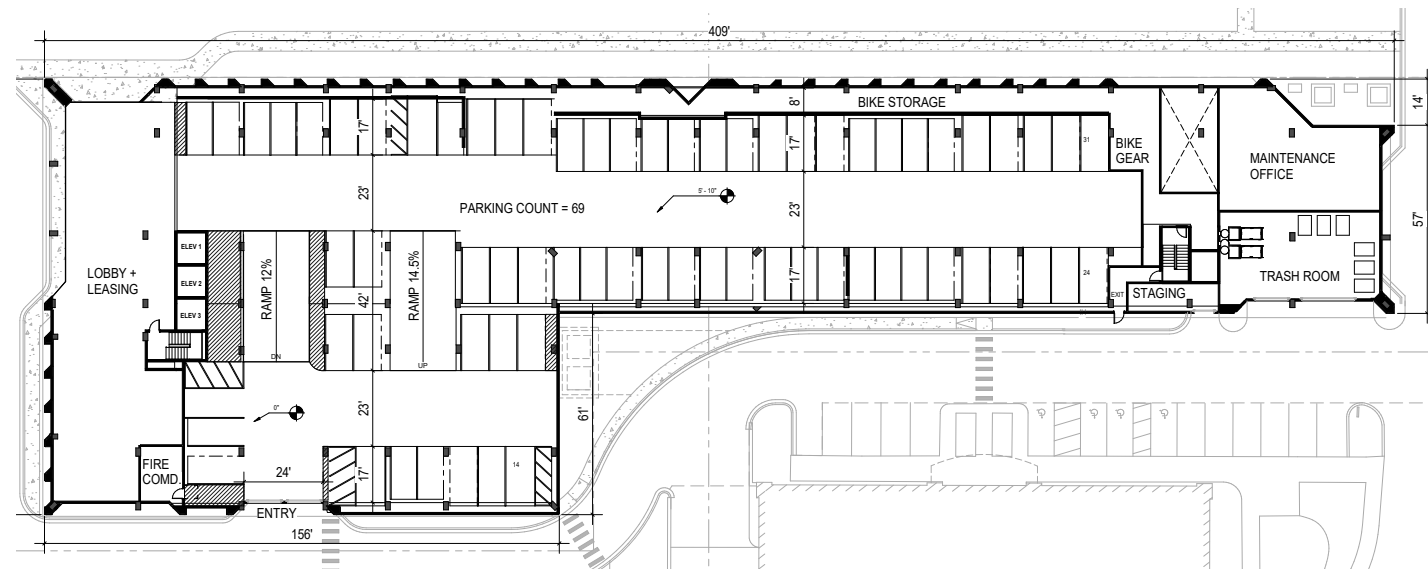 409'
14'
8'
BIKE STORAGE
17'
17'
31
BIKE
GEAR
MAINTENANCE
OFFICE
5' - 10"
23'
PARKING COUNT = 69
23'
57'
ELEV 1
LOBBY +
LEASING
ELEV 2
RAMP 12%
RAMP 14.5%
17'
24
TRASH ROOM
42'
ELEV 3
EXIT
STAGING
DN
UP
0"
23'
61'
FIRE
COMD.
24'
17'
14
ENTRY
156'